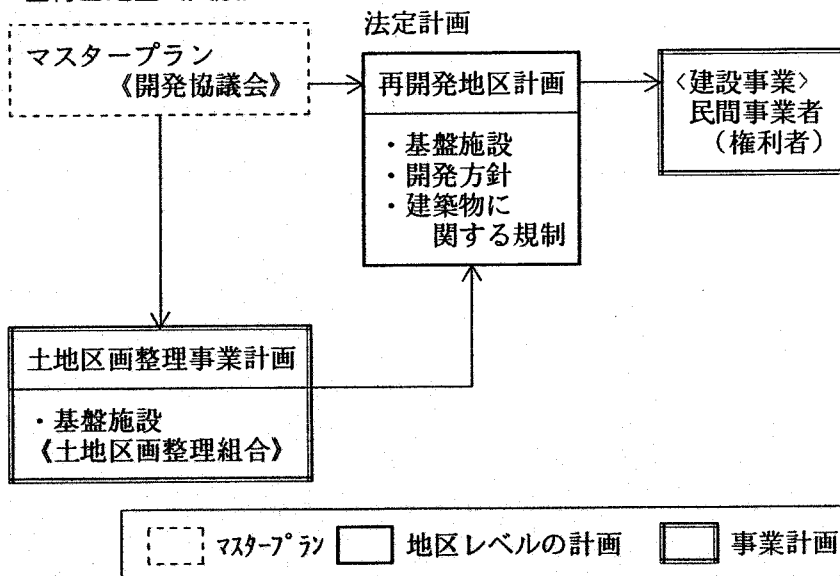 法定計画
マスタープラン
《開発協議会》
再開発地区計画
・基盤施設
・開発方針
・建築物に
関する規制
<建設事業>
民間事業者
(権利者)
土地区画整理事業計画
・基盤施設
《土地区画整理組合》
マスタープラン
地区レベルの計画
事業計画